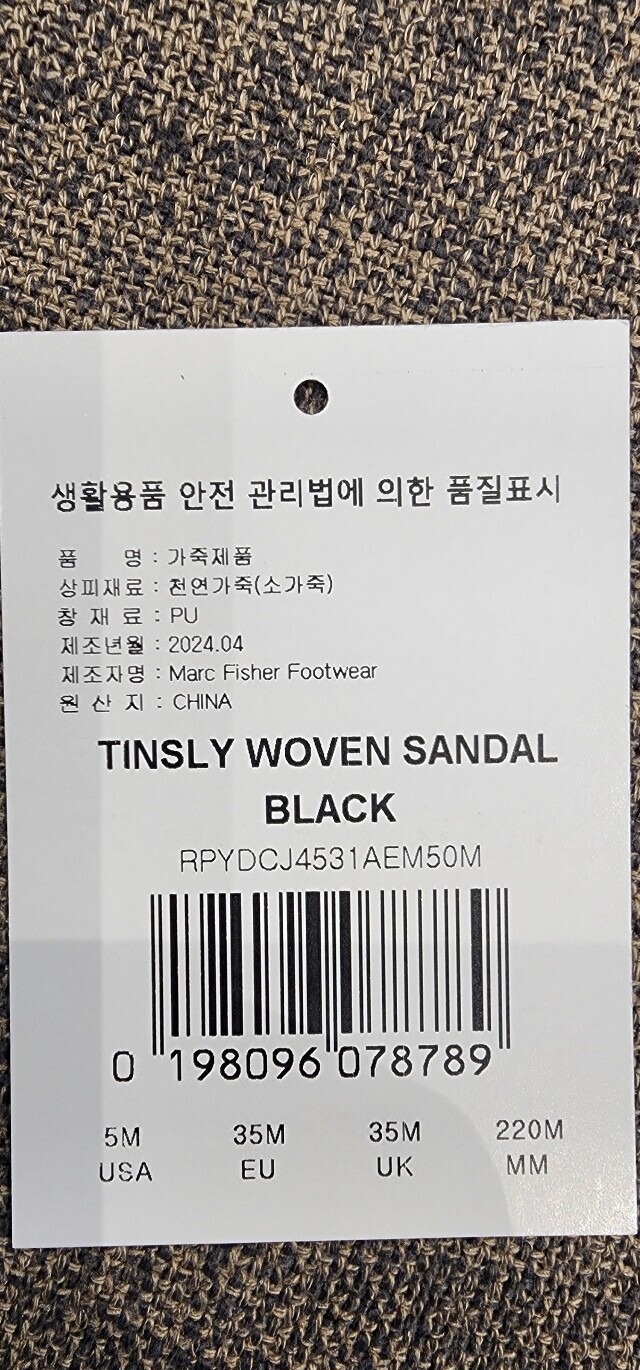 생활용품 안전 관리법에 의한 품질표시
품 명 : 가죽제품
상피재료 : 천연가죽(소가죽)
창 재 료 : PU
제조년월 : 2024.04
제조자명 : Marc Fisher Footwear
원 산 지 : CHINA
TINSLY WOVEN SANDAL
BLACK
RPYDCJ4531AEM50M
0 198096 078789
5M 35M 35M 220M
USA EU UK MM